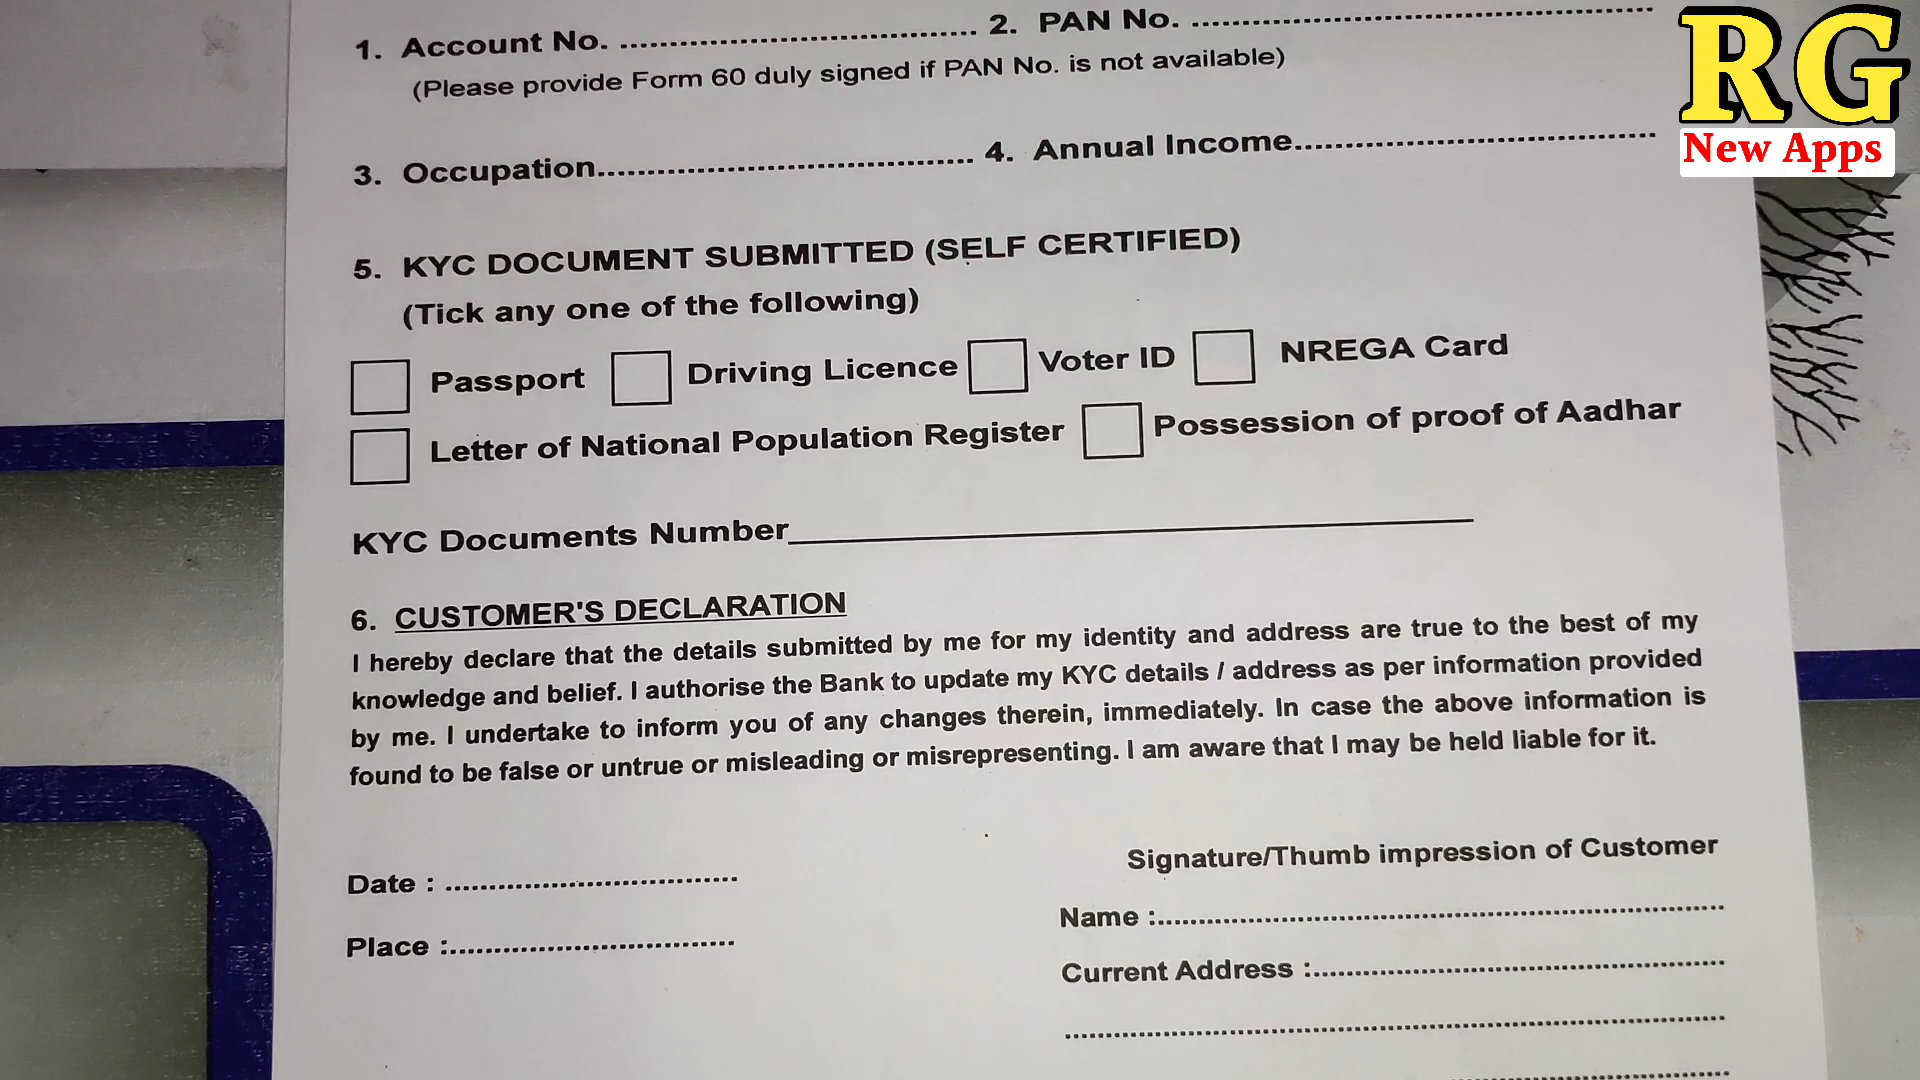 1. Account No. .................................... 2. PAN No. ................................................
(Please provide Form 60 duly signed if PAN No. is not available)
3. Occupation....................................... 4. Annual Income......................................
5. KYC DOCUMENT SUBMITTED (SELF CERTIFIED)
(Tick any one of the following)
Passport Driving Licence Voter ID NREGA Card
Letter of National Population Register Possession of proof of Aadhar
KYC Documents Number____________________
6. CUSTOMER'S DECLARATION
I hereby declare that the details submitted by me for my identity and address are true to the best of my
knowledge and belief. I authorise the Bank to update my KYC details / address as per information provided
by me. I undertake to inform you of any changes therein, immediately. In case the above information is
found to be false or untrue or misleading or misrepresenting. I am aware that I may be held liable for it.
Signature/Thumb impression of Customer
Date : ...................................
Name :....................................................................
Place :..................................
Current Address :..................................................
RG
New Apps